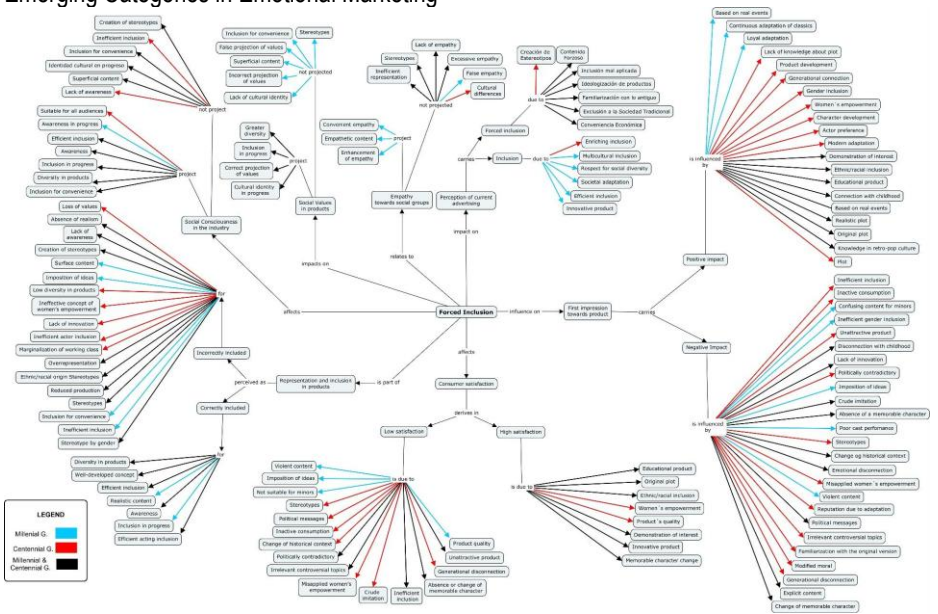 Emerging Categories in Emotional Marketing
Creation of stereotypes
Inefficient inclusion
Inclusion for convenience
Identidad cultural en progreso
Superficial content
Lack of awareness
not project
Suitable for all audiences
Awareness in progress
Efficient inclusion
Awareness
Inclusion in progress
Diversity in products
Inclusion for convenience
project
Social Consciousness
in the industry
Inclusion for convenience
False projection of values
Superficial content
Incorrect projection
of values
Lack of cultural identity
Stereotypes
not projected
Greater
diversity
Inclusion
in progress
Correct projection
of values
Cultural identity
in progress
project
Social Values
in products
Lack of empathy
Stereotypes
Excessive empathy
Inefficient
representation
False empathy
Cultural
differences
not projected
Convenient empathy
Empathetic content
Enhancement
of empathy
project
Empathy
towards social groups
Creación de
Estereotipos
Contenido
Forzoso
due to
Inclusión mal aplicada
Ideologización de productos
Familiarización non lo antiguo
Exculsión a la Sociedad Tradicional
Conveniencia Económica
Forced inclusion
carries
Inclusion
due to
Enriching inclusion
Multicultural inclusion
Respect for social diversity
Societal adaptation
Efficient inclusion
Innovative product
Perception of current
advertising
impact on
relates to
impacts on
affects
Forced Inclusion
influence on
First impression
towards product
carries
Positive impact
Negative Impact
is influenced
by
Based on real events
Continuous adaptation of classics
Loyal adaptation
Lack of knowledge about plot
Product development
Generational connection
Gender inclusion
Women´s empowerment
Character development
Actor preference
Modern adaptation
Demonstration of interest
Ethnic/racial inclusion
Educational product
Connection with childhood
Based on real events
Realistic plot
Original plot
Knowledge in retro-pop culture
Plot
is influenced
by
Inefficient inclusion
Inactive consumption
Confusing content for minors
Inefficient gender inclusion
Unattractive product
Disconnection with childhood
Lack of innovation
Politically contradictory
Imposition of ideas
Crude imitation
Absence of a memorable character
Poor cast perfomance
Stereotypes
Change og historical context
Emotional disconnection
Misapplied women´s empowerment
Violent content
Reputation due to adaptation
Political messages
Irrelevant controversial topics
Familiarization with the original version
Modified moral
Generational disconnection
Explicit content
Change of memorable character
Loss of values
Absence of realism
Lack of
awareness
Creation of stereotypes
Surface content
Imposition of ideas
Low diversity in products
Ineffective concept of
women's empowerment
Lack of innovation
Inefficient actor inclusion
Marginalization of working class
Overrepresentation
Ethnic/racial origin Stereotypes
Reduced production
Stereotypes
Inclusion for convenience
Inefficient inclusion
Stereotype by gender
for
Incorrectly included
perceived as
Representation and inclusion
in products
is part of
Correctly included
for
Diversity in products
Well-developed concept
Efficient inclusion
Realistic content
Awareness
Inclusion in progress
Efficient acting inclusion
affects
Consumer satisfaction
derives in
Low satisfaction
High satisfaction
is due to
Violent content
Imposition of ideas
Not suitable for minors
Stereotypes
Political messages
Inactive consumption
Change of historical context
Politically contradictory
Irrelevant controversial topics
Misapplied women's
empowerment
Crude
imitation
Inefficient
inclusion
Absence or change of
memorable character
Generational disconnection
Unattractive product
Product quality
is due to
Educational product
Original plot
Ethnic/racial inclusion
Women´s empowerment
Product´s quality
Demonstration of interest
Innovative product
Memorable character change
LEGEND
Millenial G.
Centennial G.
Millennial &
Centennial G.